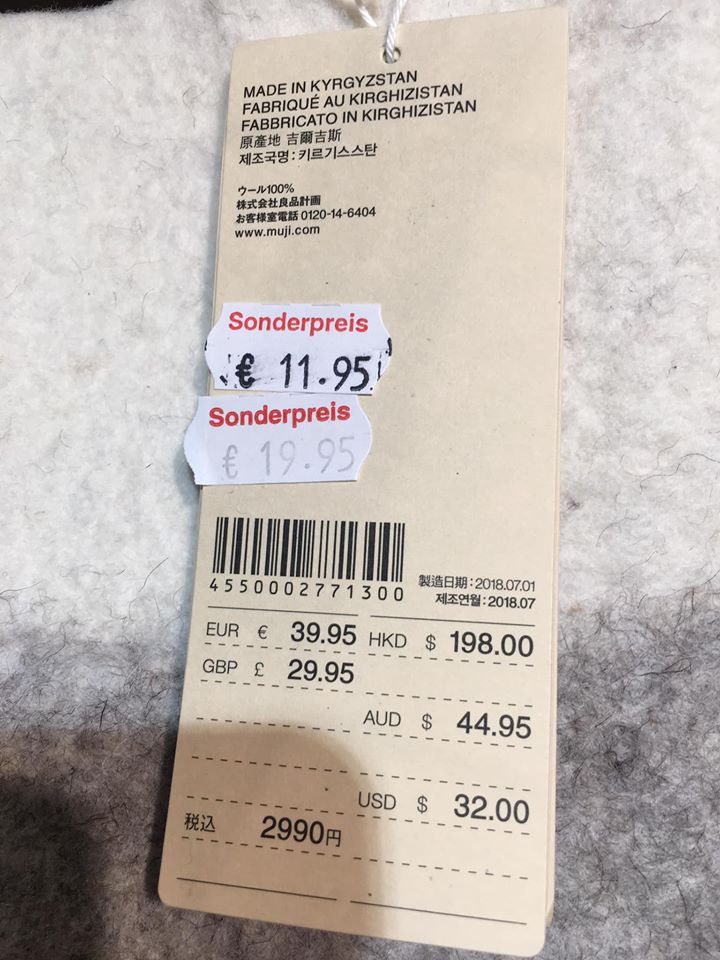 MADE IN KYRGYZSTAN
FABRIQUÉ AU KIRGHIZISTAN
FABBRICATO IN KIRGHIZISTAN
原產地 吉爾吉斯
제조국명 : 키르기스스탄
ウール100%
株式会社良品計画
お客様室電話 0120-14-6404
www.muji.com
Sonderpreis
€ 11.95
Sonderpreis
€ 19.95
4550002771300
製造日期 : 2018.07.01
제조연월 : 2018.07
EUR € 39.95 HKD $ 198.00
GBP £ 29.95
AUD $ 44.95
USD $ 32.00
税込 2990円